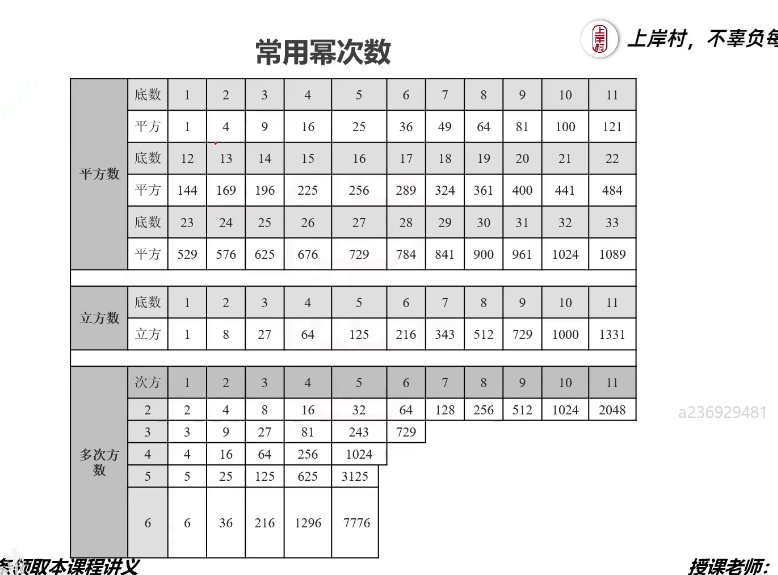 上岸村，不辜负每
常用幂次数
平方数
底数 1 2 3 4 5 6 7 8 9 10 11
平方 1 4 9 16 25 36 49 64 81 100 121
底数 12 13 14 15 16 17 18 19 20 21 22
平方 144 169 196 225 256 289 324 361 400 441 484
底数 23 24 25 26 27 28 29 30 31 32 33
平方 529 576 625 676 729 784 841 900 961 1024 1089
立方数
底数 1 2 3 4 5 6 7 8 9 10 11
立方 1 8 27 64 125 216 343 512 729 1000 1331
多次方
数
次方 1 2 3 4 5 6 7 8 9 10 11
2 2 4 8 16 32 64 128 256 512 1024 2048
3 3 9 27 81 243 729
4 4 16 64 256 1024
5 5 25 125 625 3125
6 6 36 216 1296 7776
a236929481
领取本课程讲义
授课老师：